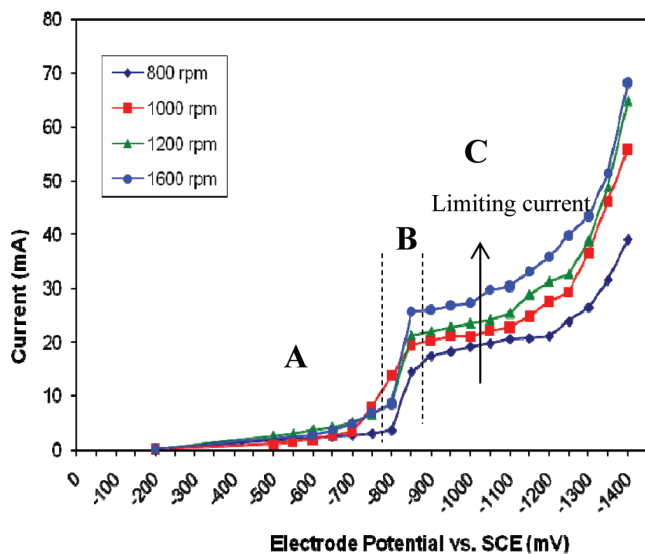 80
70
60
50
40
30
20
10
0
Current (mA)
800 rpm
1000 rpm
1200 rpm
1600 rpm
A
B
C
Limiting current
0
-100
-200
-300
-400
-500
-600
-700
-800
-900
-1000
-1100
-1200
-1300
-1400
Electrode Potential vs. SCE (mV)